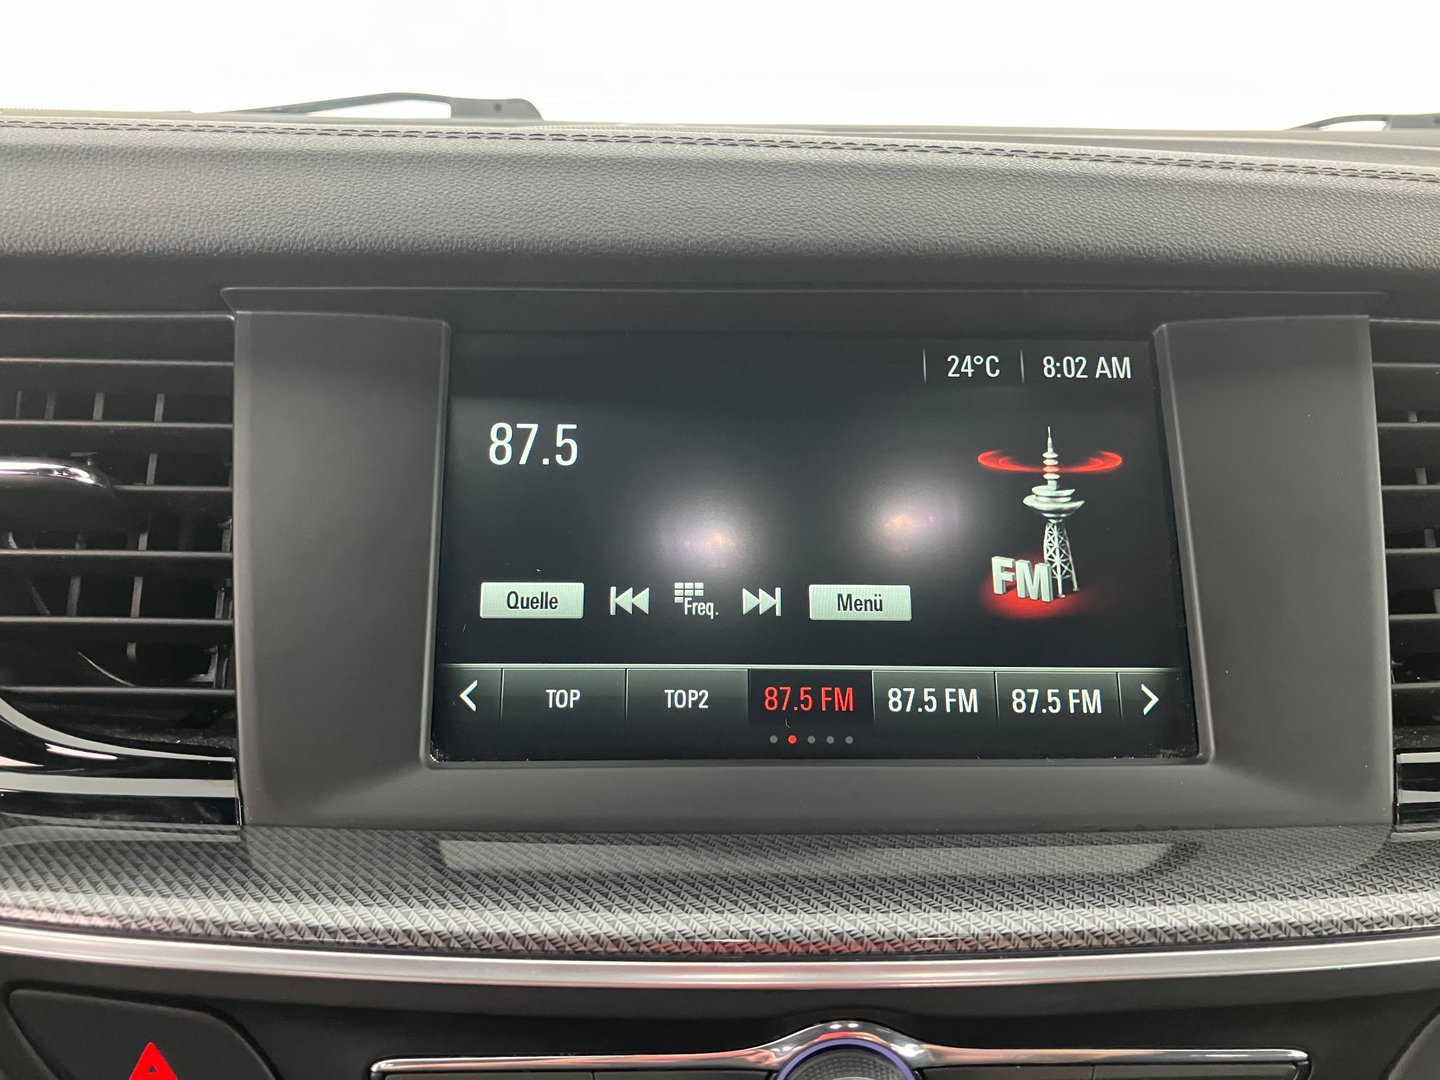 24°C 8:02 AM
87.5
FM
Quelle Freq. Menü
TOP TOP2 87.5 FM 87.5 FM 87.5 FM